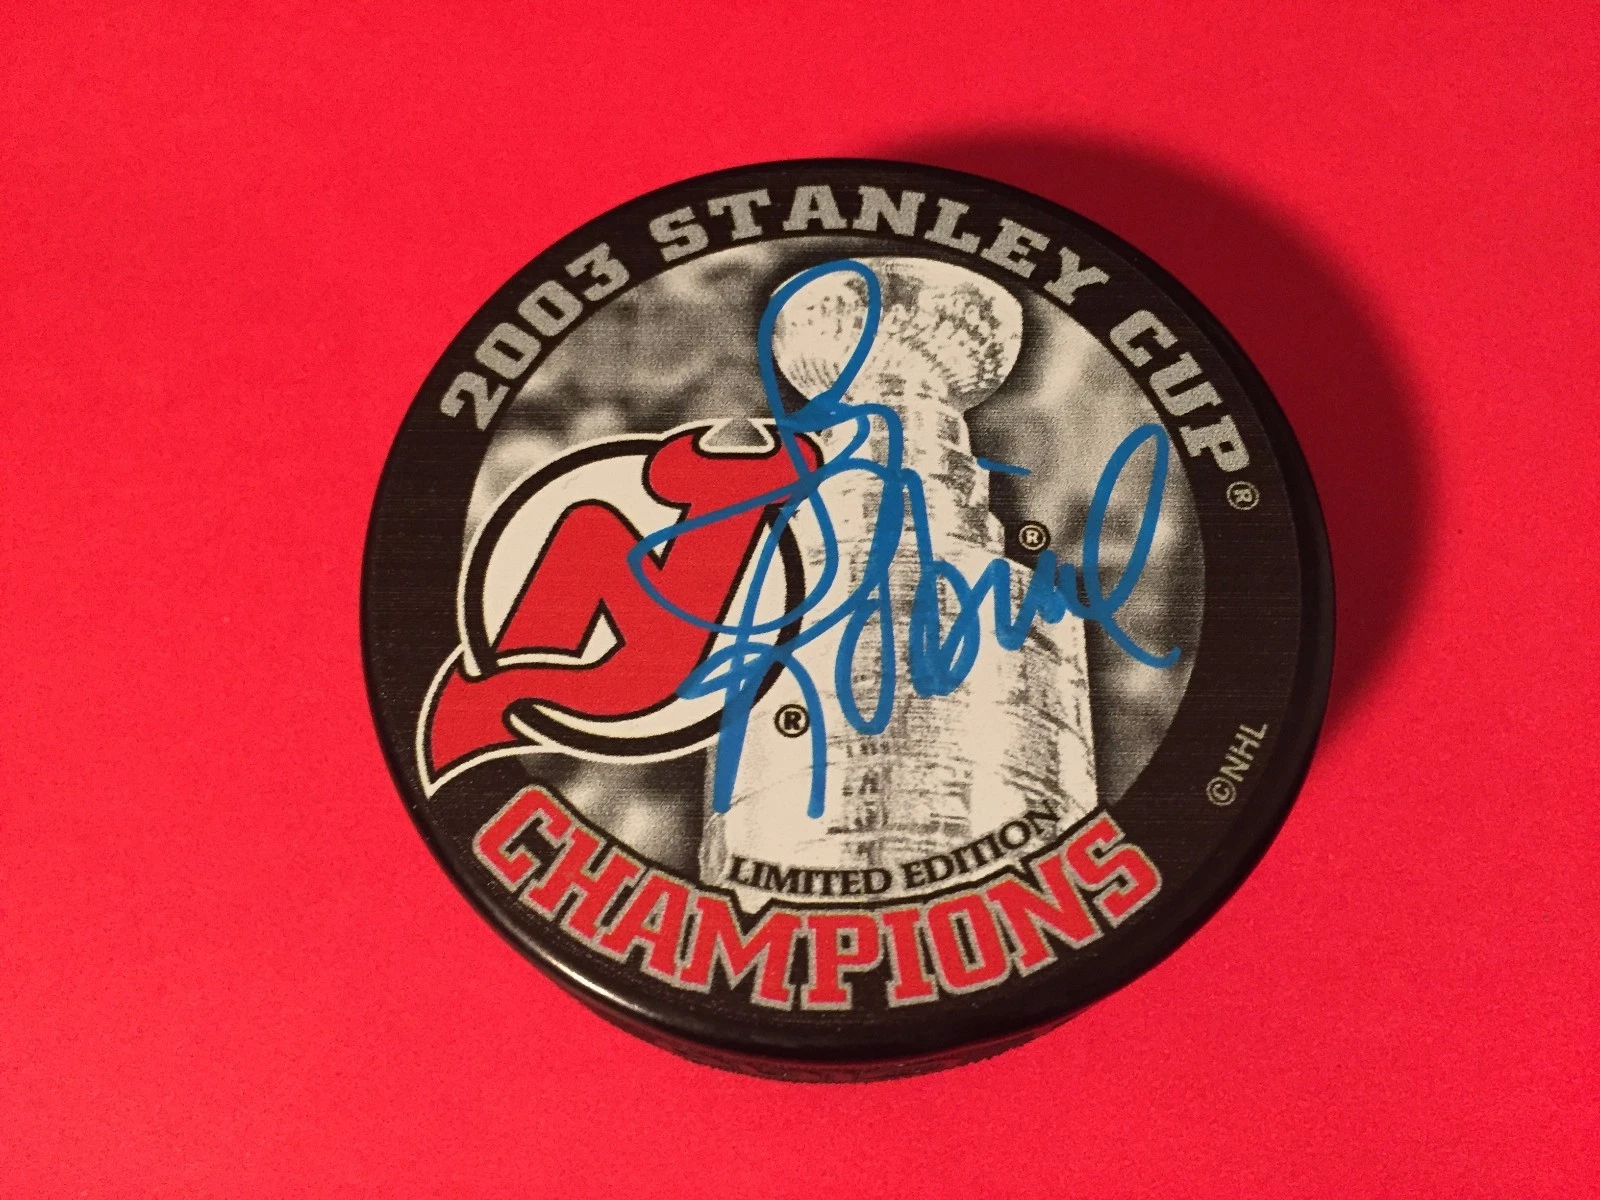 2003 STANLEY CUP®
®
®
©NHL
LIMITED EDITION
CHAMPIONS